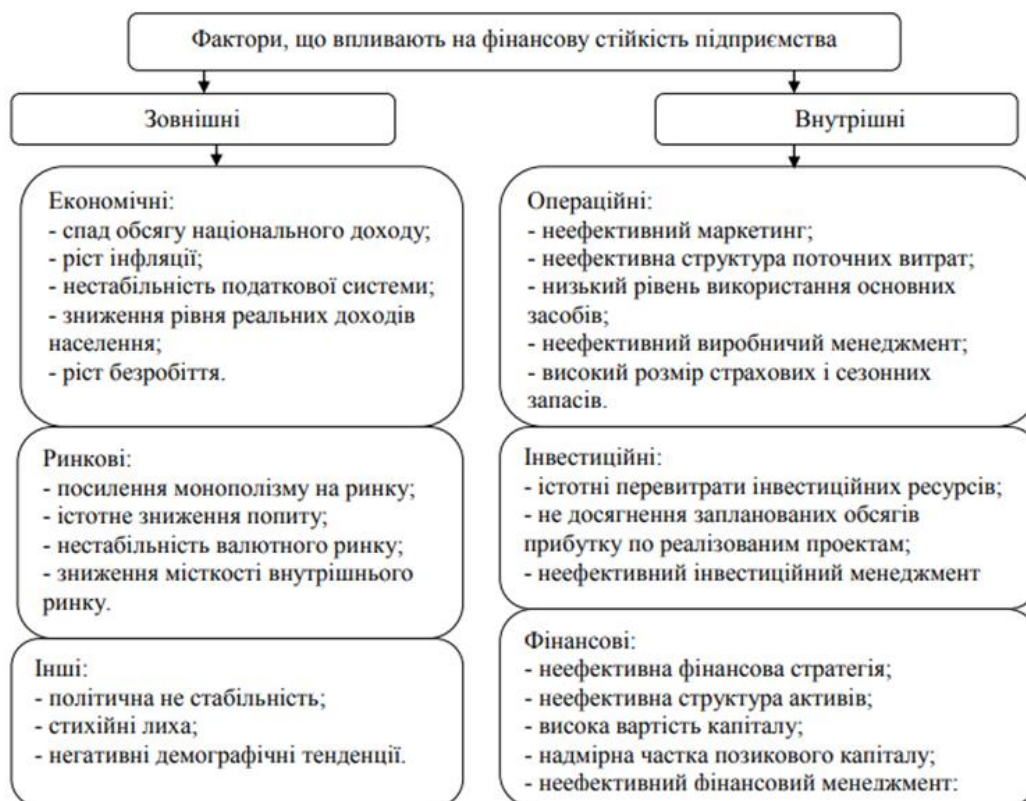 Фактори, що впливають на фінансову стійкість підприємства
Зовнішні
Внутрішні
Економічні:
- спад обсягу національного доходу;
- ріст інфляції;
- нестабільність податкової системи;
- зниження рівня реальних доходів
населення;
- ріст безробіття.
Ринкові:
- посилення монополізму на ринку;
- істотне зниження попиту;
- нестабільність валютного ринку;
- зниження місткості внутрішнього
ринку.
Інші:
- політична не стабільність;
- стихійні лиха;
- негативні демографічні тенденції.
Операційні:
- неефективний маркетинг;
- неефективна структура поточних витрат;
- низький рівень використання основних
засобів;
- неефективний виробничий менеджмент;
- високий розмір страхових і сезонних
запасів.
Інвестиційні:
- істотні перевитрати інвестиційних ресурсів;
- не досягнення запланованих обсягів
прибутку по реалізованим проектам;
- неефективний інвестиційний менеджмент
Фінансові:
- неефективна фінансова стратегія;
- неефективна структура активів;
- висока вартість капіталу;
- надмірна частка позикового капіталу;
- неефективний фінансовий менеджмент;